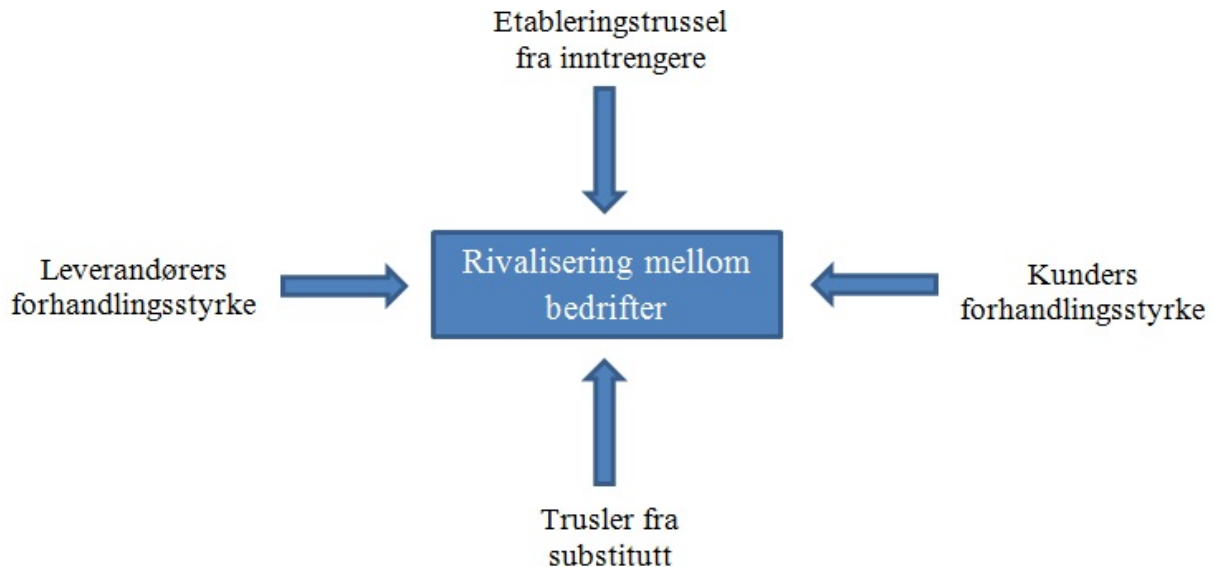 Etableringstrussel
fra inntrengere
Leverandørers
forhandlingsstyrke
Rivalisering mellom
bedrifter
Kunders
forhandlingsstyrke
Trusler fra
substitutt